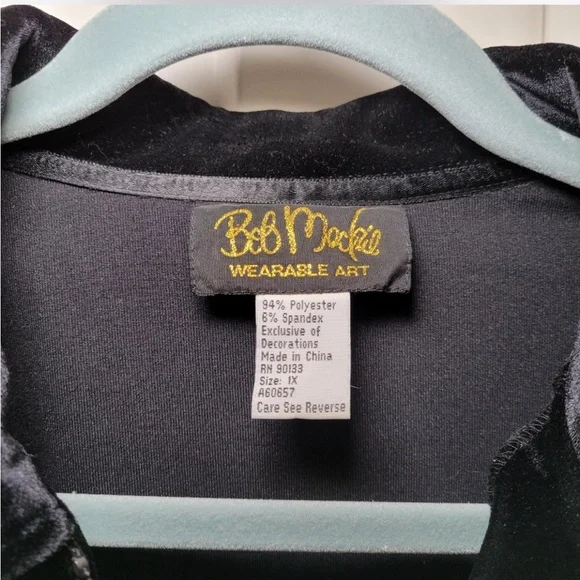 Bob Mackie
WEARABLE ART
94% Polyester
6% Spandex
Exclusive of
Decorations
Made in China
RN 90133
Size: 1X
A60657
Care See Reverse